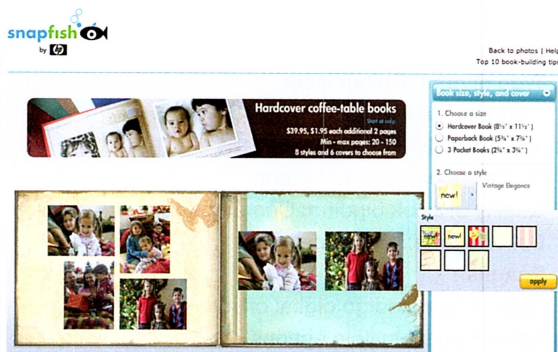 snapfish
by hp
Back to photos | Help
Top 10 book-building tips
Hardcover coffee-table books
Start at only:
$39.95, $1.95 each additional 2 pages
Min - max pages: 20 - 150
8 styles and 6 covers to choose from
Book size, style, and cover
1. Choose a size
Hardcover Book (8½" x 11½")
Paperback Book (5¾" x 7¾")
3 Pocket Books (2¾" x 3¾")
2. Choose a style
new!
Vintage Elegance
Style
new!
apply